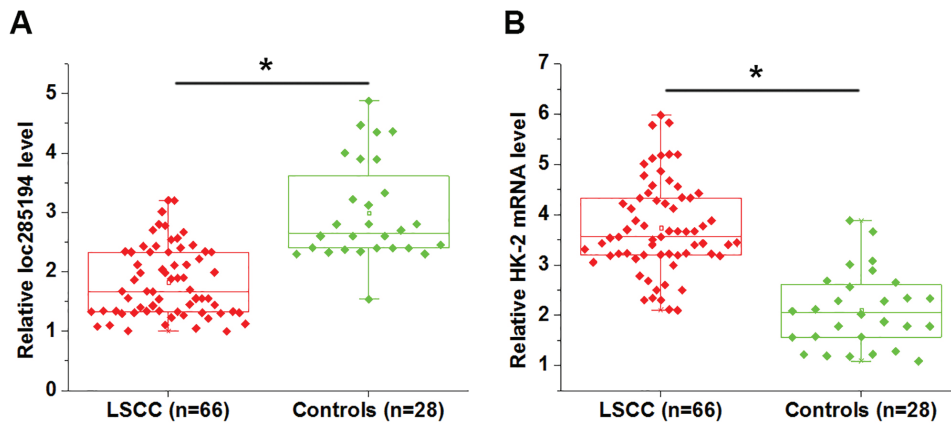 A
Relative loc285194 level
5
4
3
2
1
0
*
LSCC (n=66)
Controls (n=28)
B
Relative HK-2 mRNA level
7
6
5
4
3
2
1
*
LSCC (n=66)
Controls (n=28)